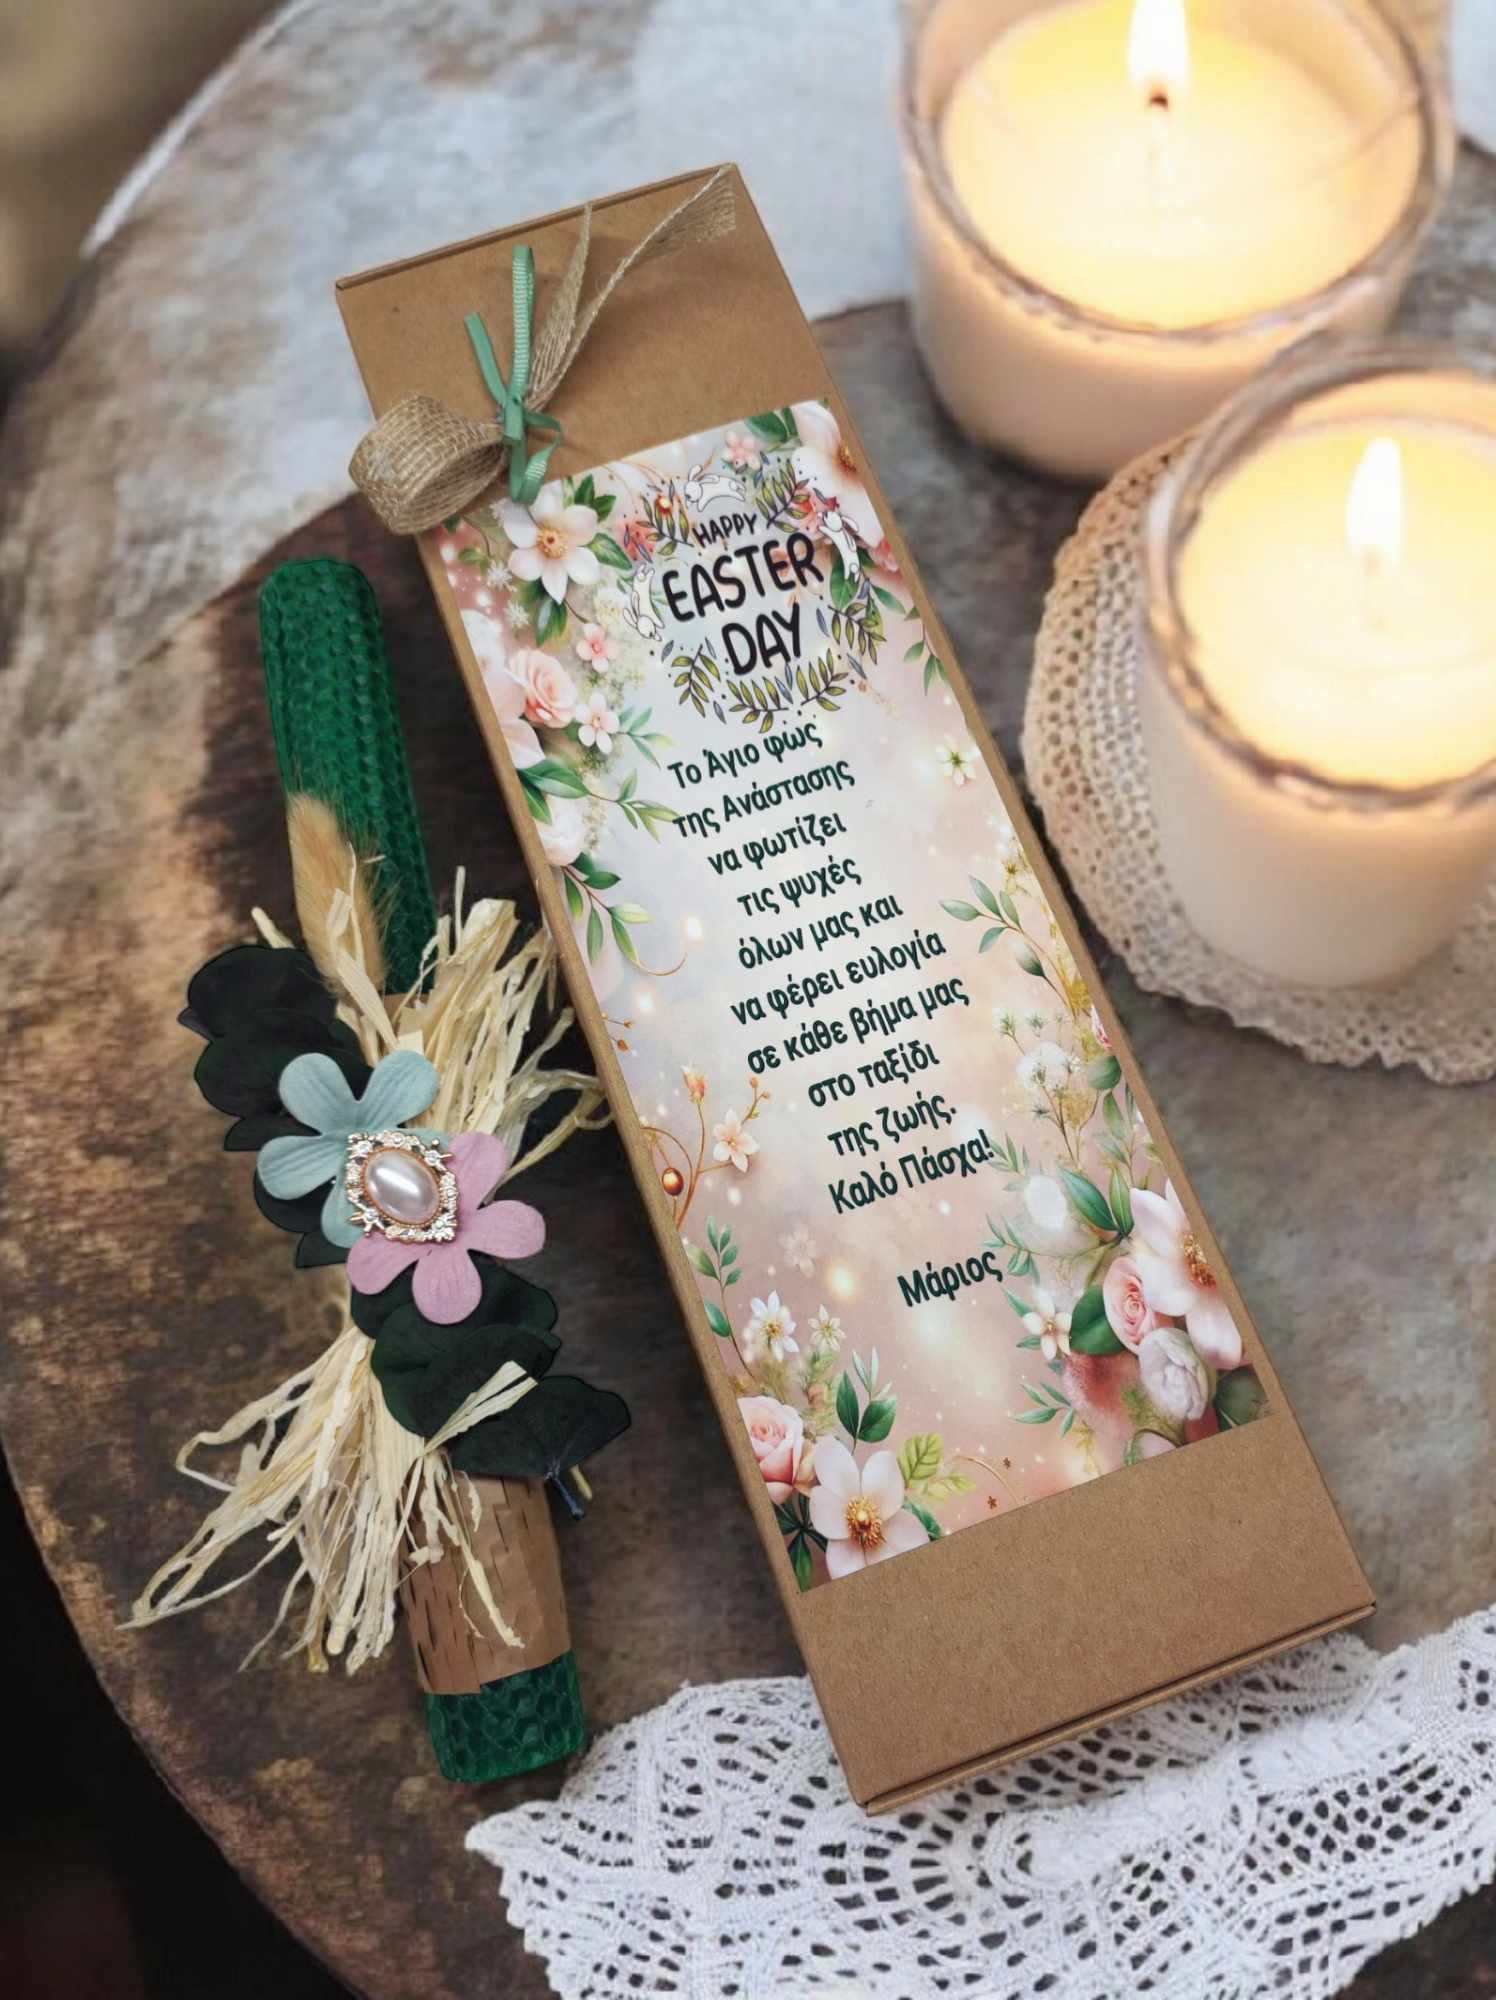 HAPPY
EASTER
DAY
Το Άγιο φως
της Ανάστασης
να φωτίζει
τις ψυχές
όλων μας και
να φέρει ευλογία
σε κάθε βήμα μας
στο ταξίδι
της ζωής.
Καλό Πάσχα!
Μάριος